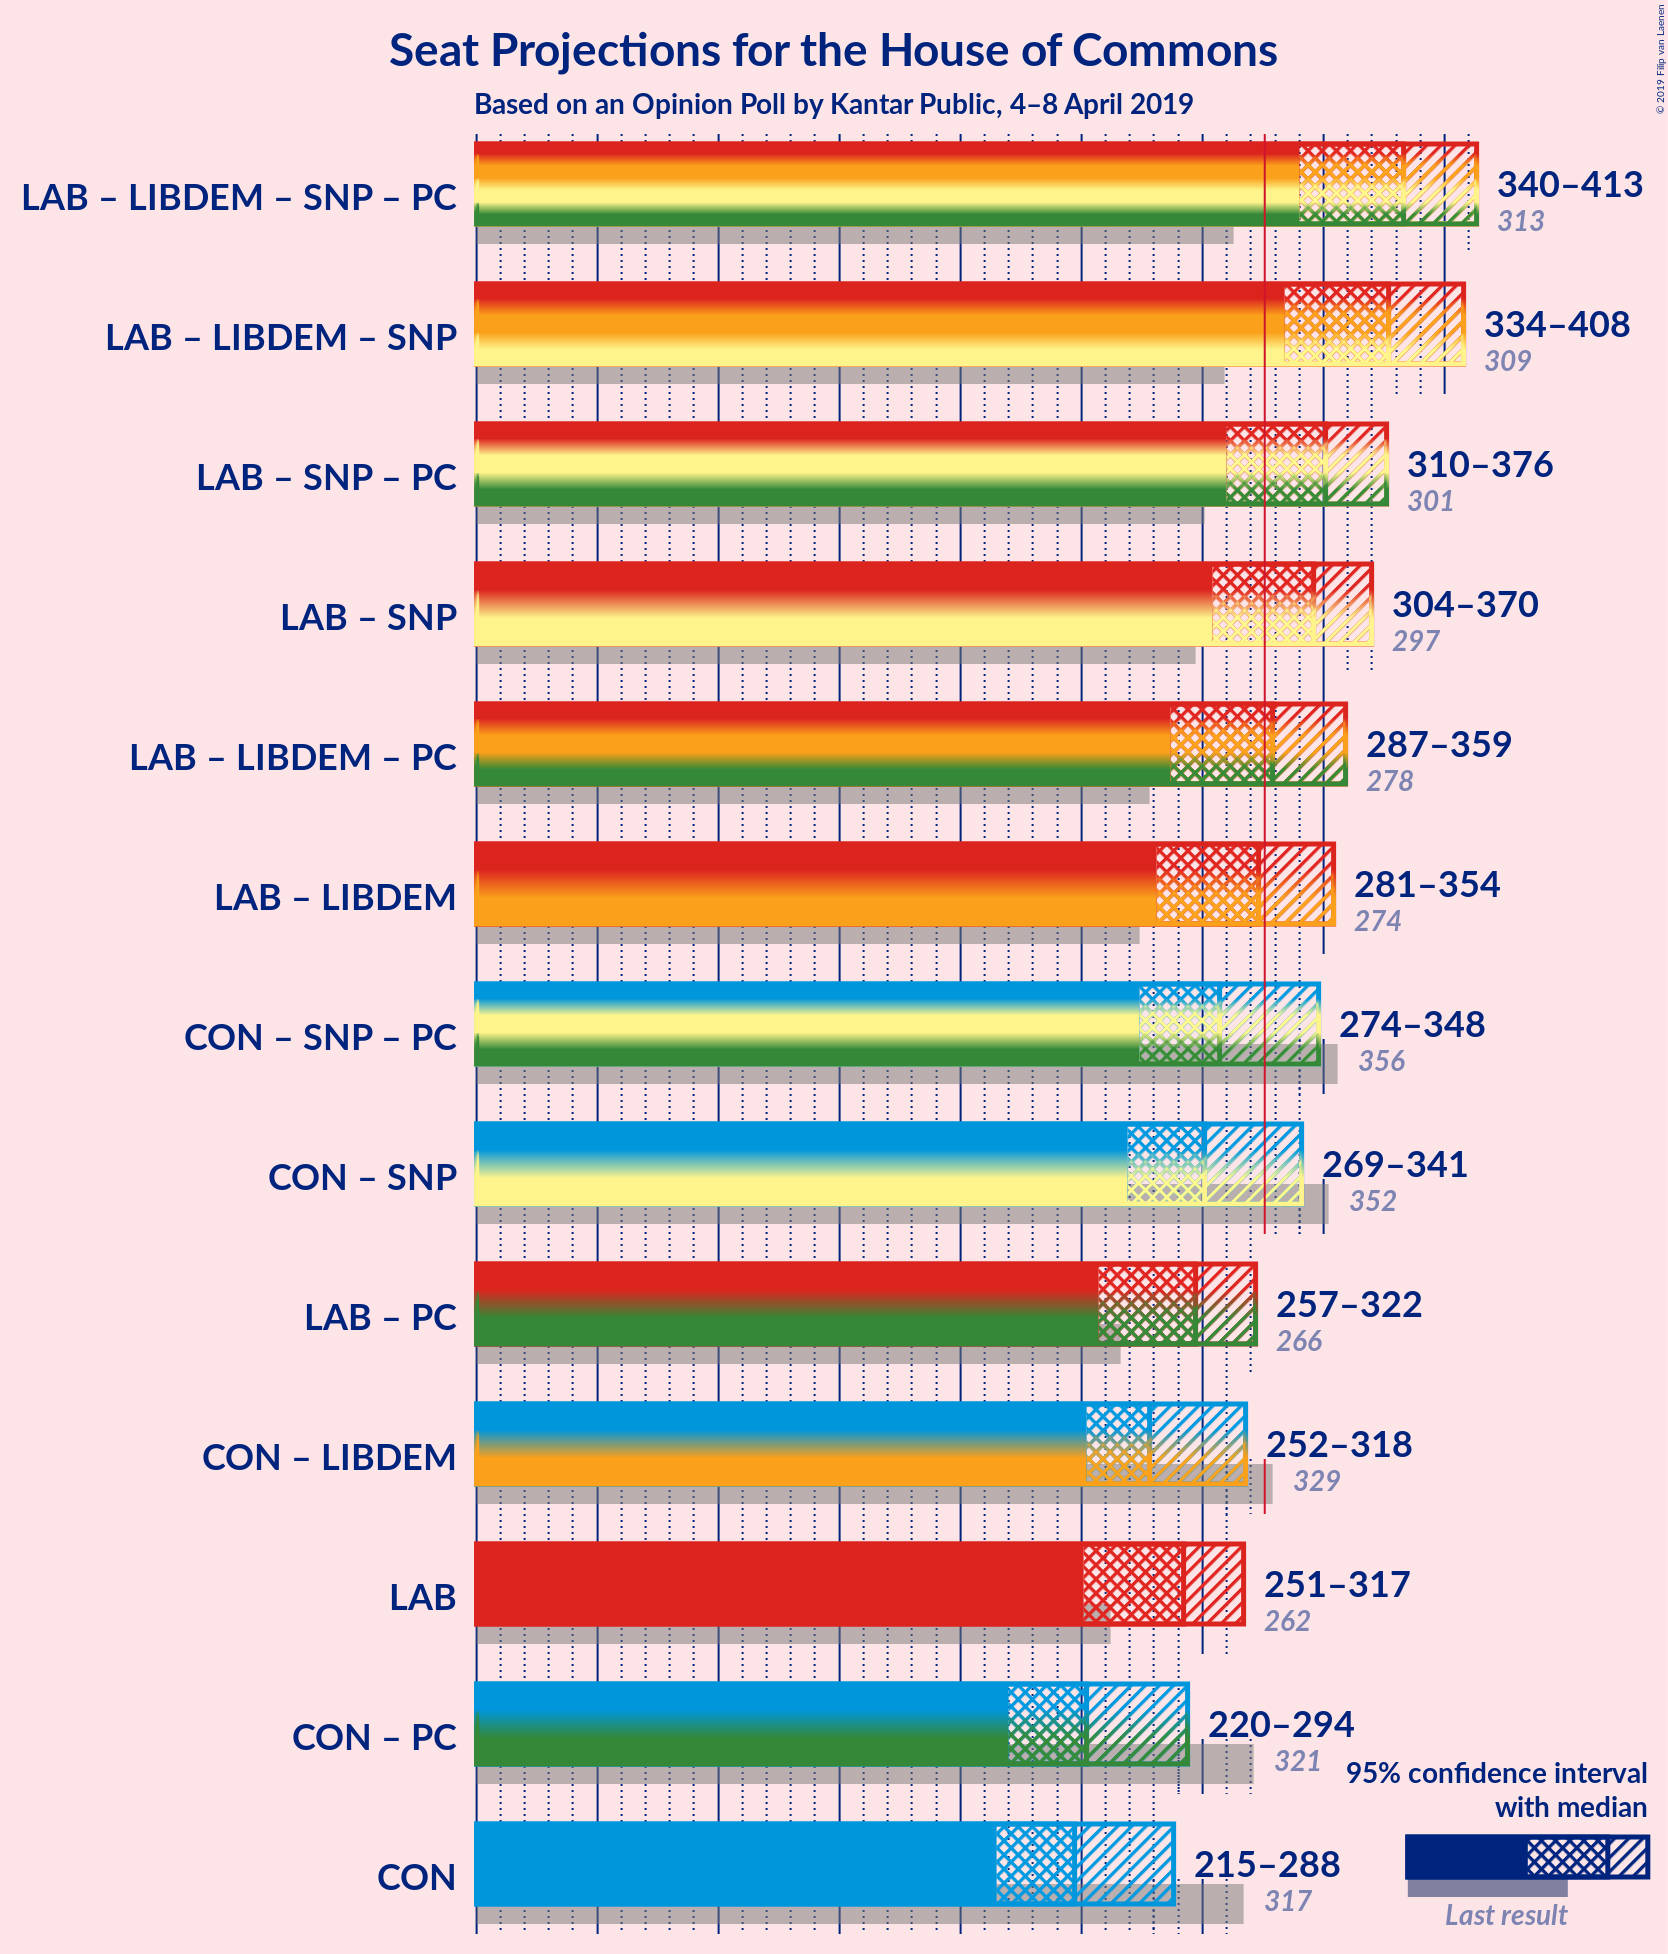 Seat Projections for the House of Commons
Based on an Opinion Poll by Kantar Public, 4–8 April 2019
© 2019 Filip van Laenen
LAB – LIBDEM – SNP – PC
340–413
313
LAB – LIBDEM – SNP
334–408
309
LAB – SNP – PC
310–376
301
LAB – SNP
304–370
297
LAB – LIBDEM – PC
287–359
278
LAB – LIBDEM
281–354
274
CON – SNP – PC
274–348
356
CON – SNP
269–341
352
LAB – PC
257–322
266
CON – LIBDEM
252–318
329
LAB
251–317
262
CON – PC
220–294
321
CON
215–288
317
95% confidence interval
with median
Last result